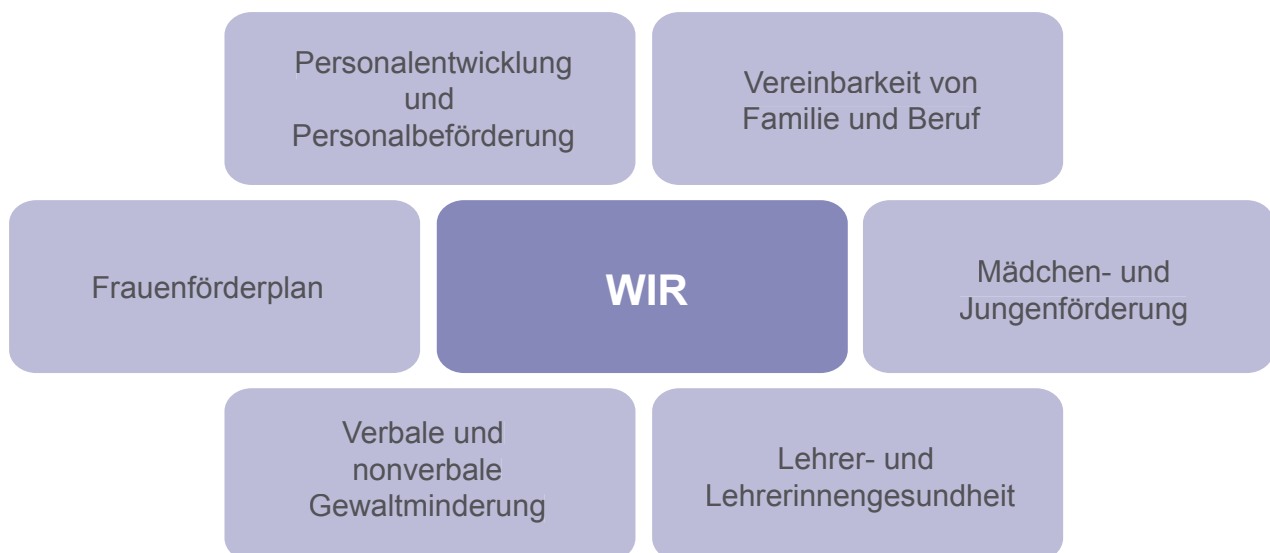 Personalentwicklung
und
Personalbeförderung
Vereinbarkeit von
Familie und Beruf
Frauenförderplan
WIR
Mädchen- und
Jungenförderung
Verbale und
nonverbale
Gewaltminderung
Lehrer- und
Lehrerinnengesundheit